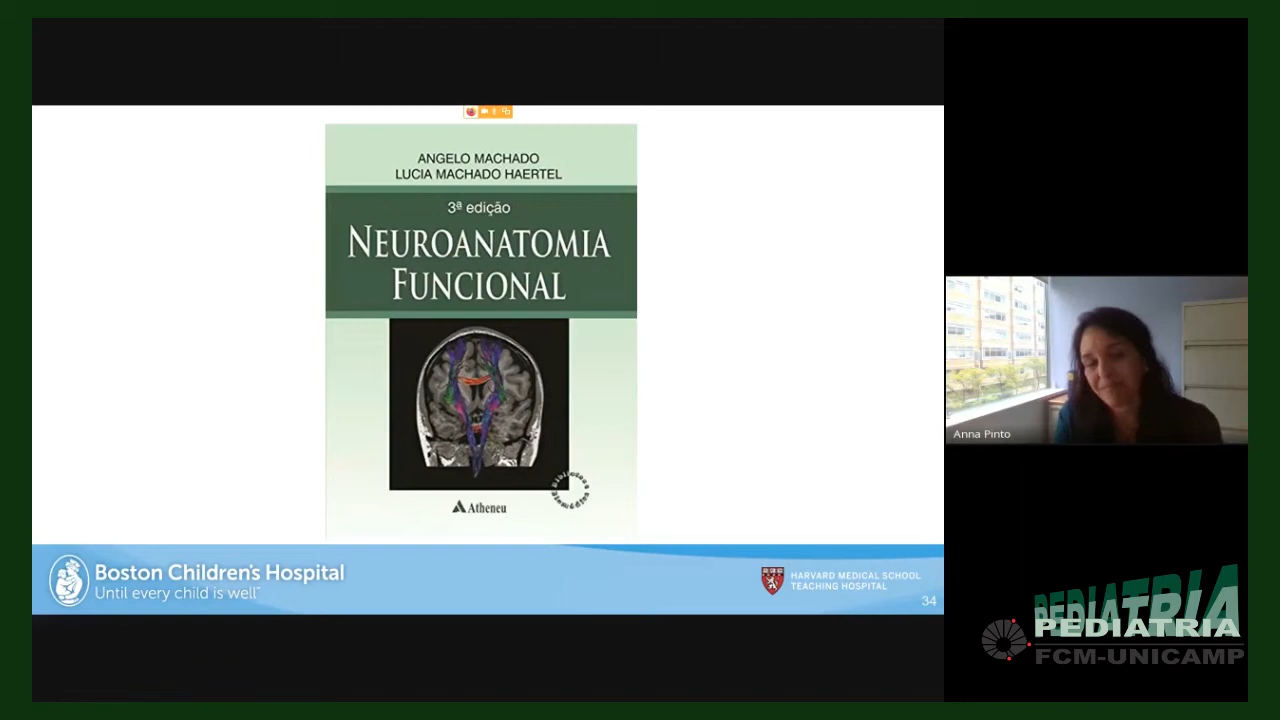 ANGELO MACHADO
LUCIA MACHADO HAERTEL
3ª edição
NEUROANATOMIA
FUNCIONAL
Atheneu
Boston Children's Hospital
Until every child is well
HARVARD MEDICAL SCHOOL
TEACHING HOSPITAL
34
Anna Pinto
PEDIATRIA
PEDIATRIA
FCM-UNICAMP